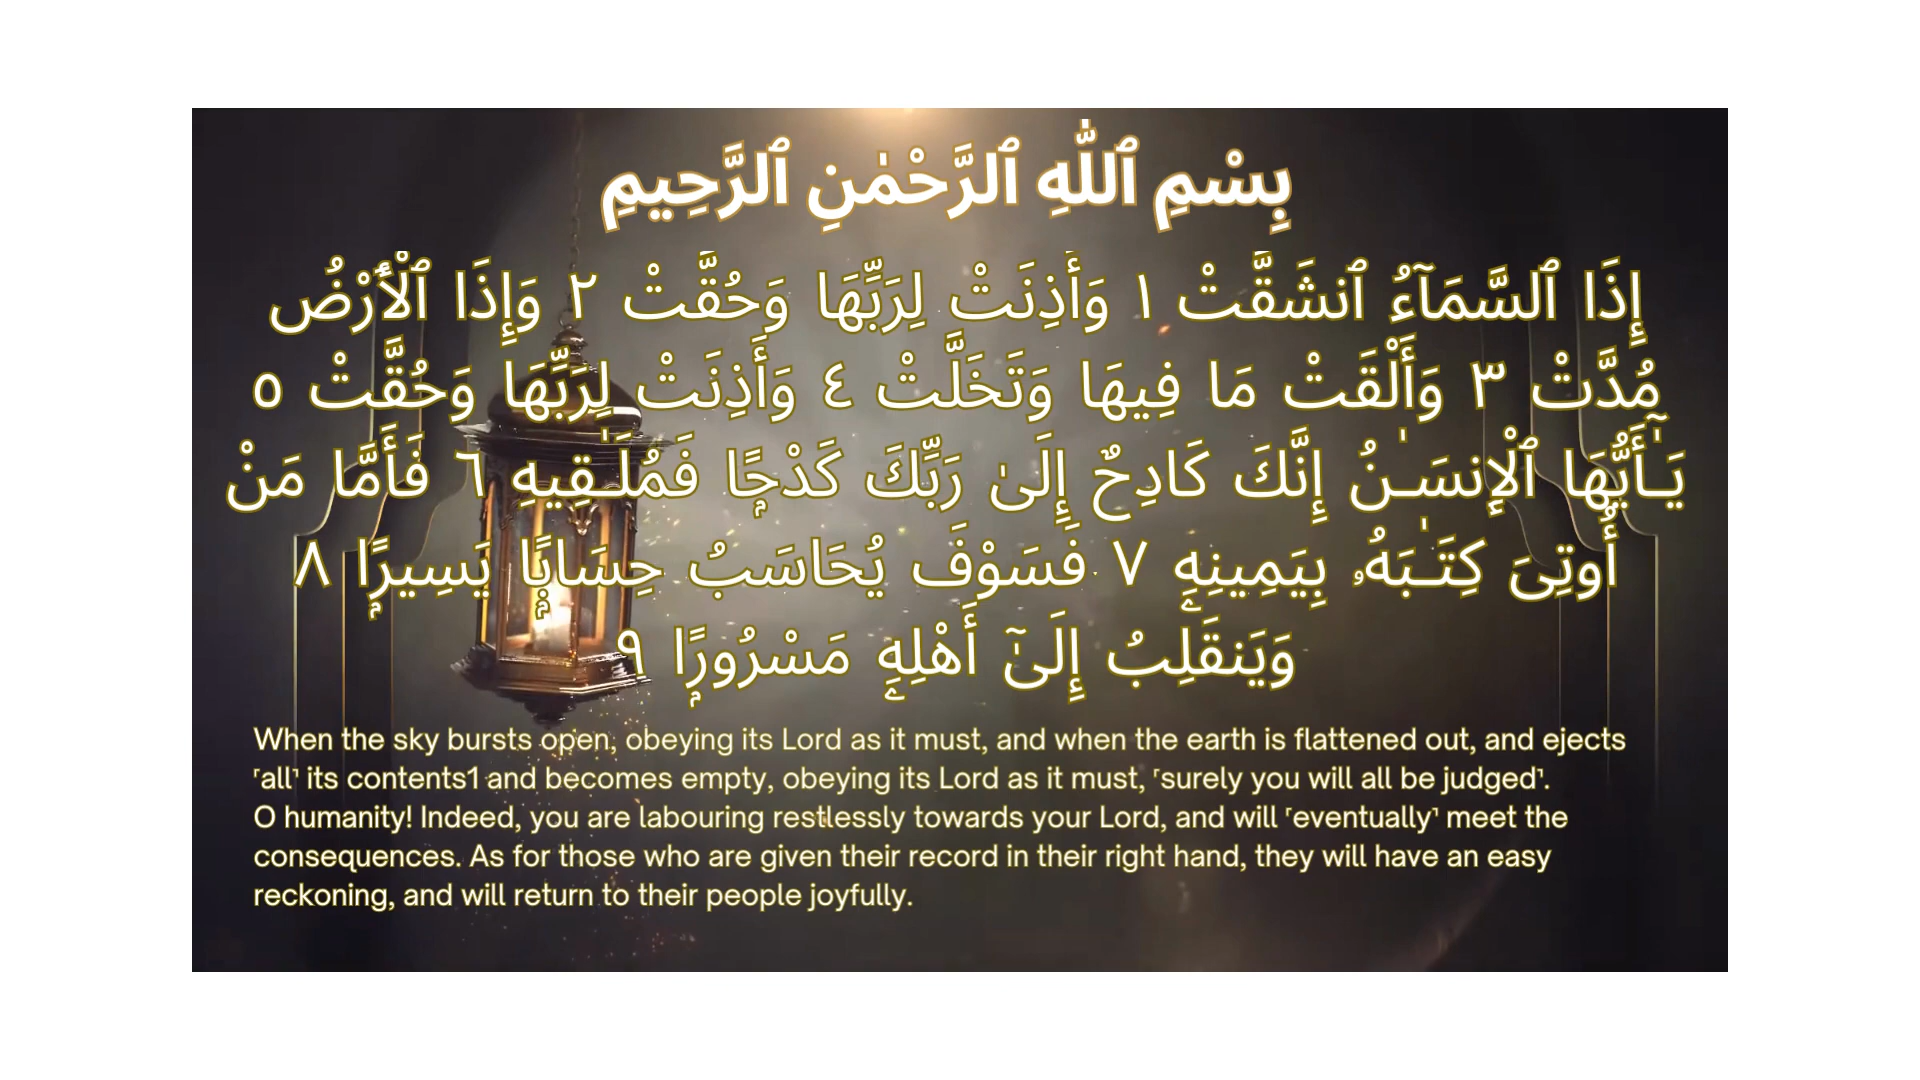 بِسْمِ ٱللَّهِ ٱلرَّحْمَٰنِ ٱلرَّحِيمِ
إِذَا ٱلسَّمَآءُ ٱنشَقَّتْ ١ وَأَذِنَتْ لِرَبِّهَا وَحُقَّتْ ٢ وَإِذَا ٱلْأَرْضُ
مُدَّتْ ٣ وَأَلْقَتْ مَا فِيهَا وَتَخَلَّتْ ٤ وَأَذِنَتْ لِرَبِّهَا وَحُقَّتْ ٥
يَـٰٓأَيُّهَا ٱلْإِنسَـٰنُ إِنَّكَ كَادِحٌ إِلَىٰ رَبِّكَ كَدْحًۭا فَمُلَـٰقِيهِ ٦ فَأَمَّا مَنْ
أُوتِىَ كِتَـٰبَهُۥ بِيَمِينِهِۦ ٧ فَسَوْفَ يُحَاسَبُ حِسَابًۭا يَسِيرًۭا ٨
وَيَنقَلِبُ إِلَىٰٓ أَهْلِهِۦ مَسْرُورًۭا ٩
When the sky bursts open, obeying its Lord as it must, and when the earth is flattened out, and ejects
˹all˺ its contents1 and becomes empty, obeying its Lord as it must, ˹surely you will all be judged˺.
O humanity! Indeed, you are labouring restlessly towards your Lord, and will ˹eventually˺ meet the
consequences. As for those who are given their record in their right hand, they will have an easy
reckoning, and will return to their people joyfully.